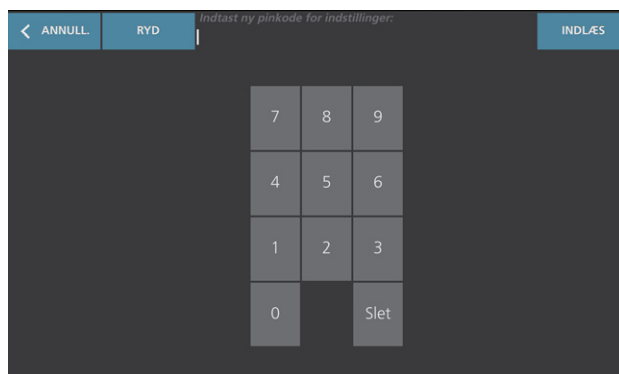 ANNULL.
RYD
Indtast ny pinkode for indstillinger:
INDLÆS
7 8 9
4 5 6
1 2 3
0 Slet